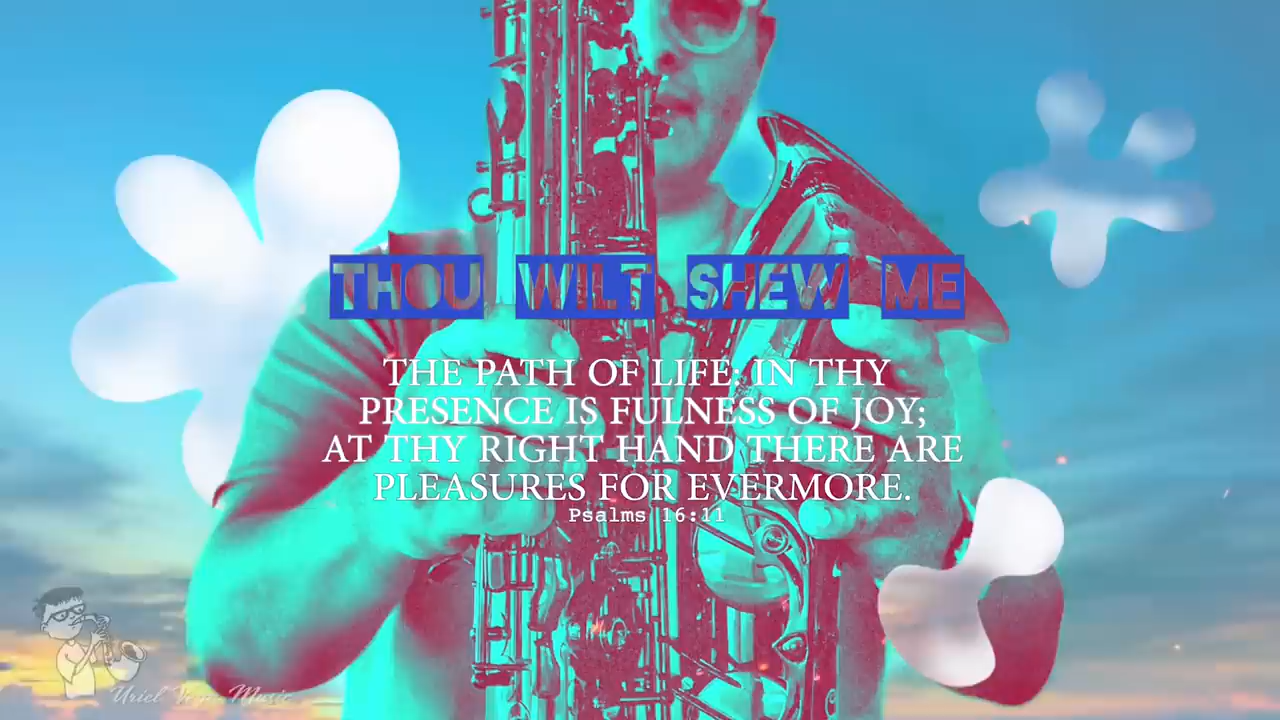 THOU WILT SHEW ME
THE PATH OF LIFE: IN THY
PRESENCE IS FULNESS OF JOY;
AT THY RIGHT HAND THERE ARE
PLEASURES FOR EVERMORE.
Psalms 16:11
Uriel Music